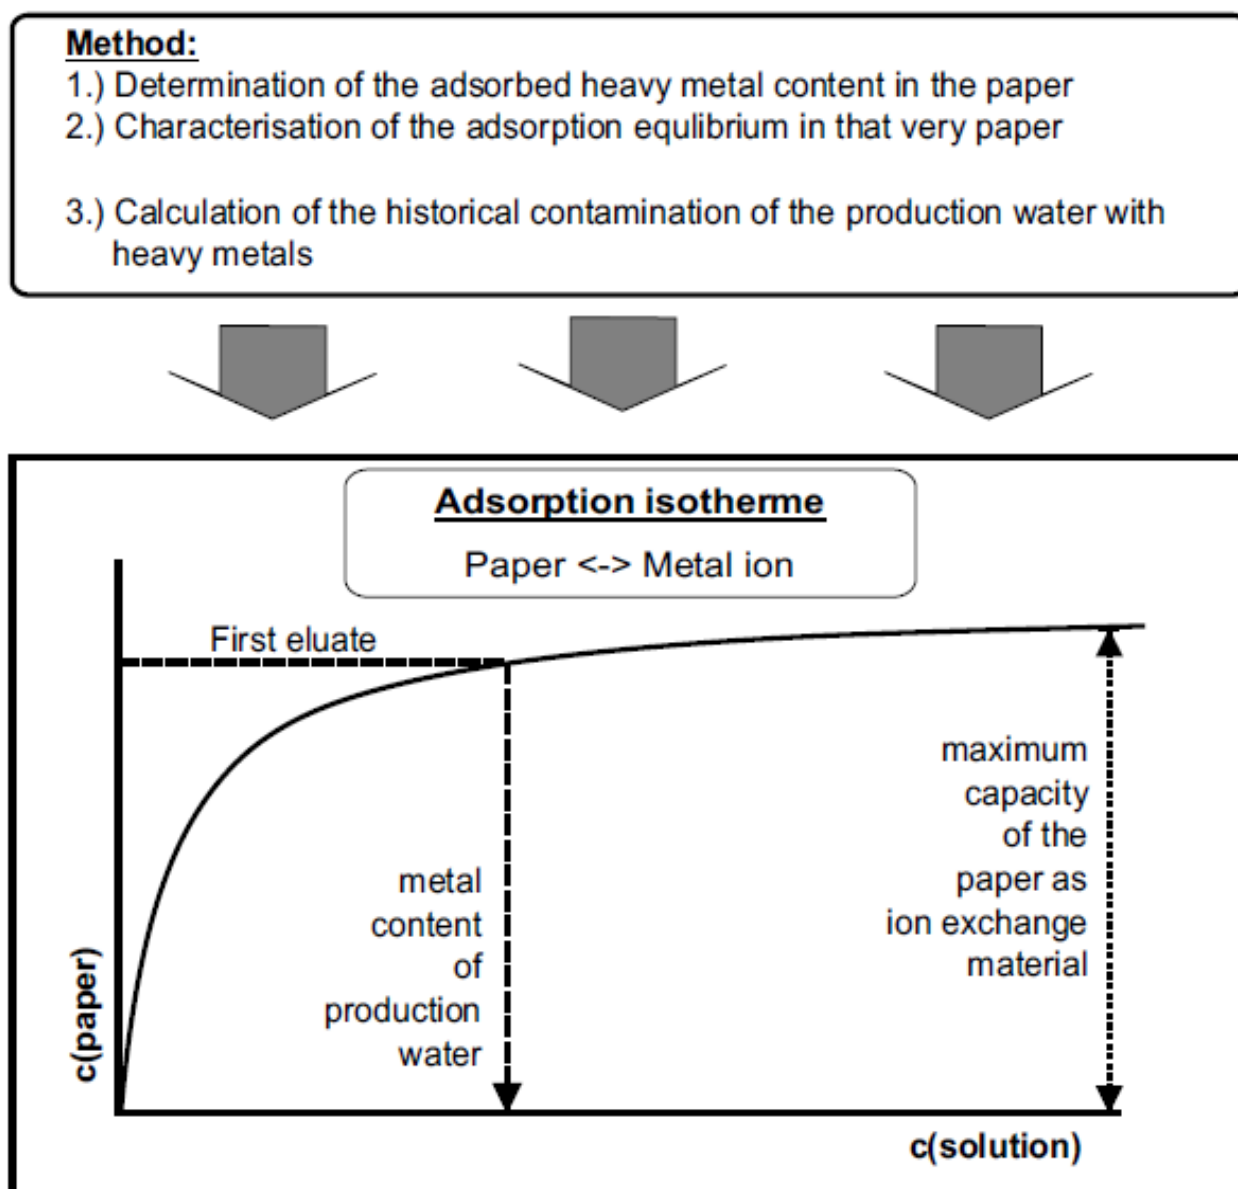 Method:
1.) Determination of the adsorbed heavy metal content in the paper
2.) Characterisation of the adsorption equlibrium in that very paper
3.) Calculation of the historical contamination of the production water with
heavy metals
Adsorption isotherme
Paper <-> Metal ion
First eluate
maximum
capacity
of the
paper as
ion exchange
material
metal
content
of
production
water
c(paper)
c(solution)